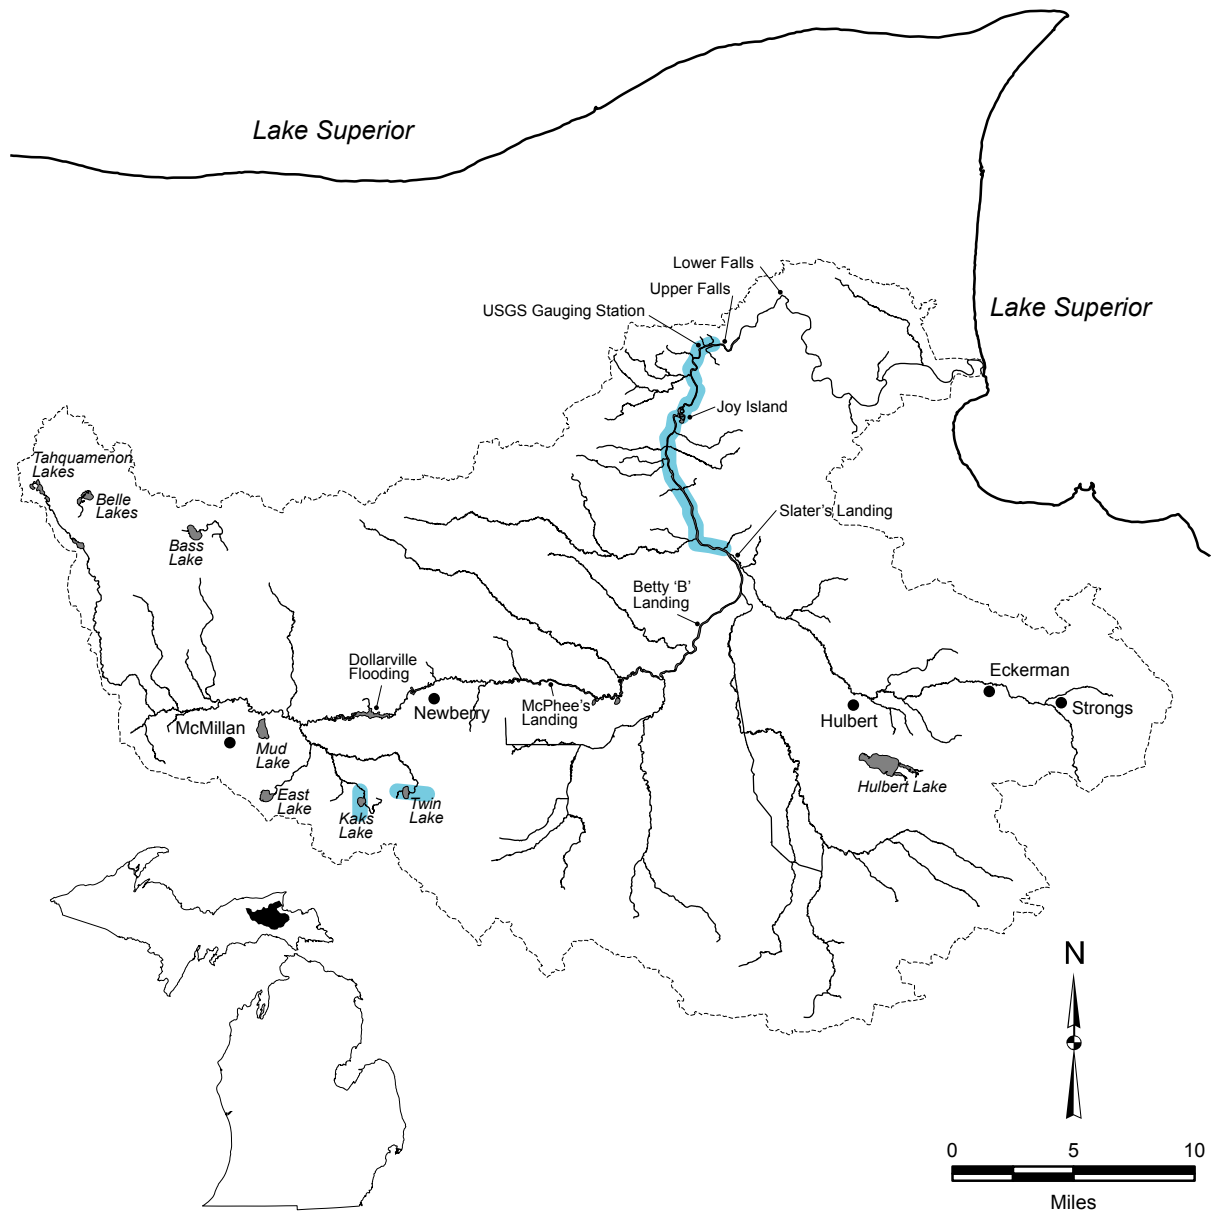 Lake Superior
Lower Falls
Upper Falls
USGS Gauging Station
Lake Superior
Joy Island
Tahquamenon
Lakes
Belle
Lakes
Bass
Lake
Slater's Landing
Betty 'B'
Landing
Dollarville
Flooding
Eckerman
McPhee's
Landing
Newberry
Hulbert
Strongs
McMillan
Mud
Lake
Hulbert Lake
East
Lake
Kaks
Lake
Twin
Lake
N
0 5 10
Miles